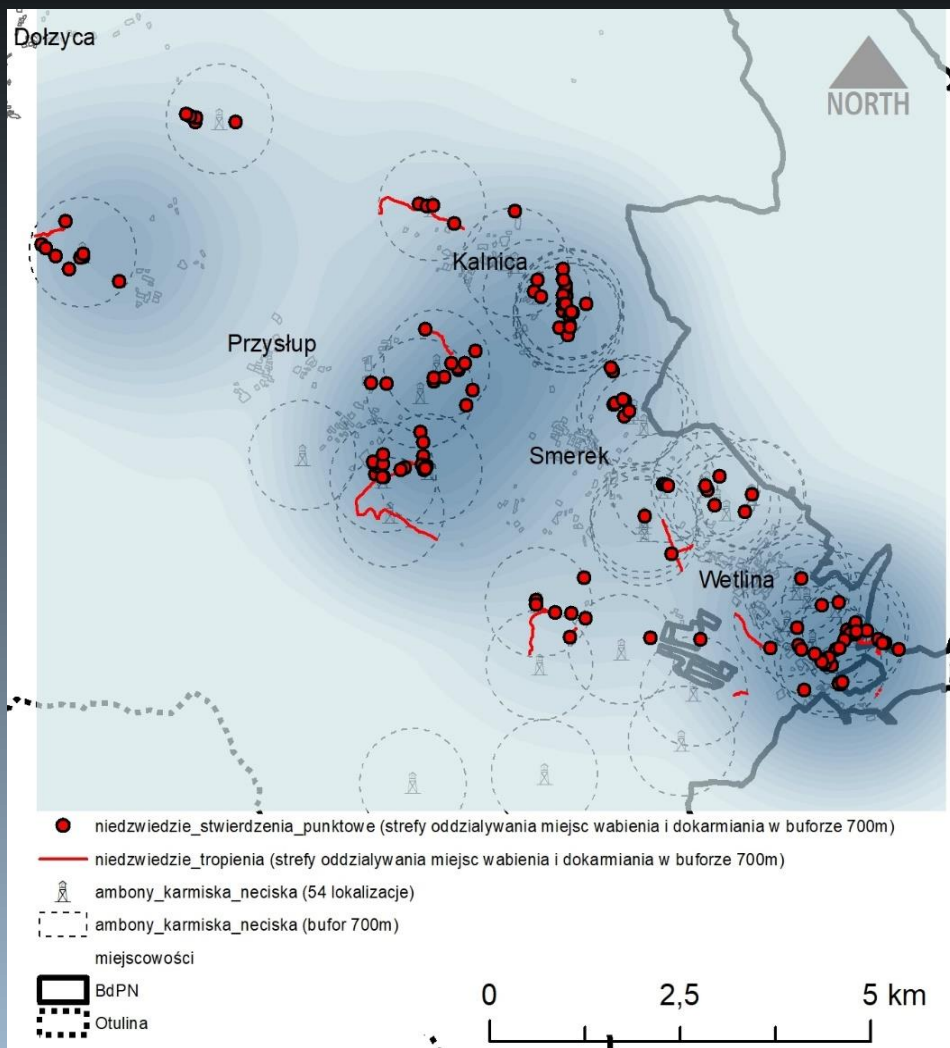 Dołzyca
NORTH
Kalnica
Przysłup
Smerek
Wetlina
niedzwiedzie_stwierdzenia_punktowe (strefy oddzialywania miejsc wabienia i dokarmiania w buforze 700m)
niedzwiedzie_tropienia (strefy oddzialywania miejsc wabienia i dokarmiania w buforze 700m)
ambony_karmiska_neciska (54 lokalizacje)
ambony_karmiska_neciska (bufor 700m)
miejscowości
BdPN
Otulina
0 2,5 5 km